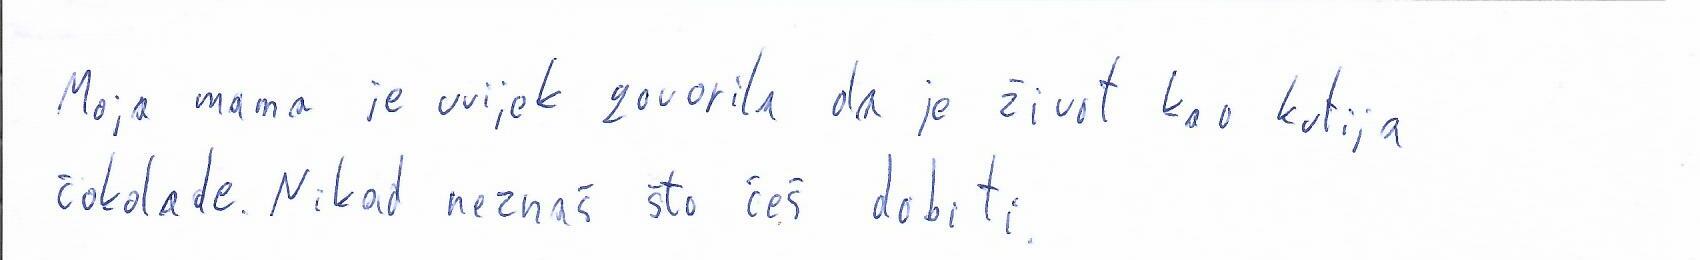 Moja mama je uvijek govorila da je život kao kutija
čokolade. Nikad neznaš što ćeš dobiti.